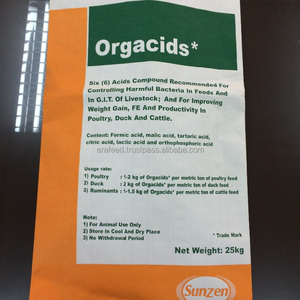 Orgacids*
Six (6) Acids Compound Recommended For
Controlling Harmful Bacteria in Feeds And
In G.I.T. Of Livestock; And For Improving
Weight Gain, FE And Productivity In
Poultry, Duck And Cattle.
Content: Formic acid, malic acid, tartaric acid,
citric acid, lactic acid and orthophosphoric acid
erafeed.trustpass.alibaba.com
Usage rate:
1) Poultry : 1-2 kg of Orgacids* per metric ton of poultry feed
2) Duck : 2 kg of Orgacids* per metric ton of duck feed
3) Ruminants : 1-1.5 kg of Orgacids* per metric ton of cattle feed
Note:
1) For Animal Use Only
2) Store In Cool and Dry Place
3) No Withdrawal Period
* Trade Mark
Net Weight: 25kg
Sunzen